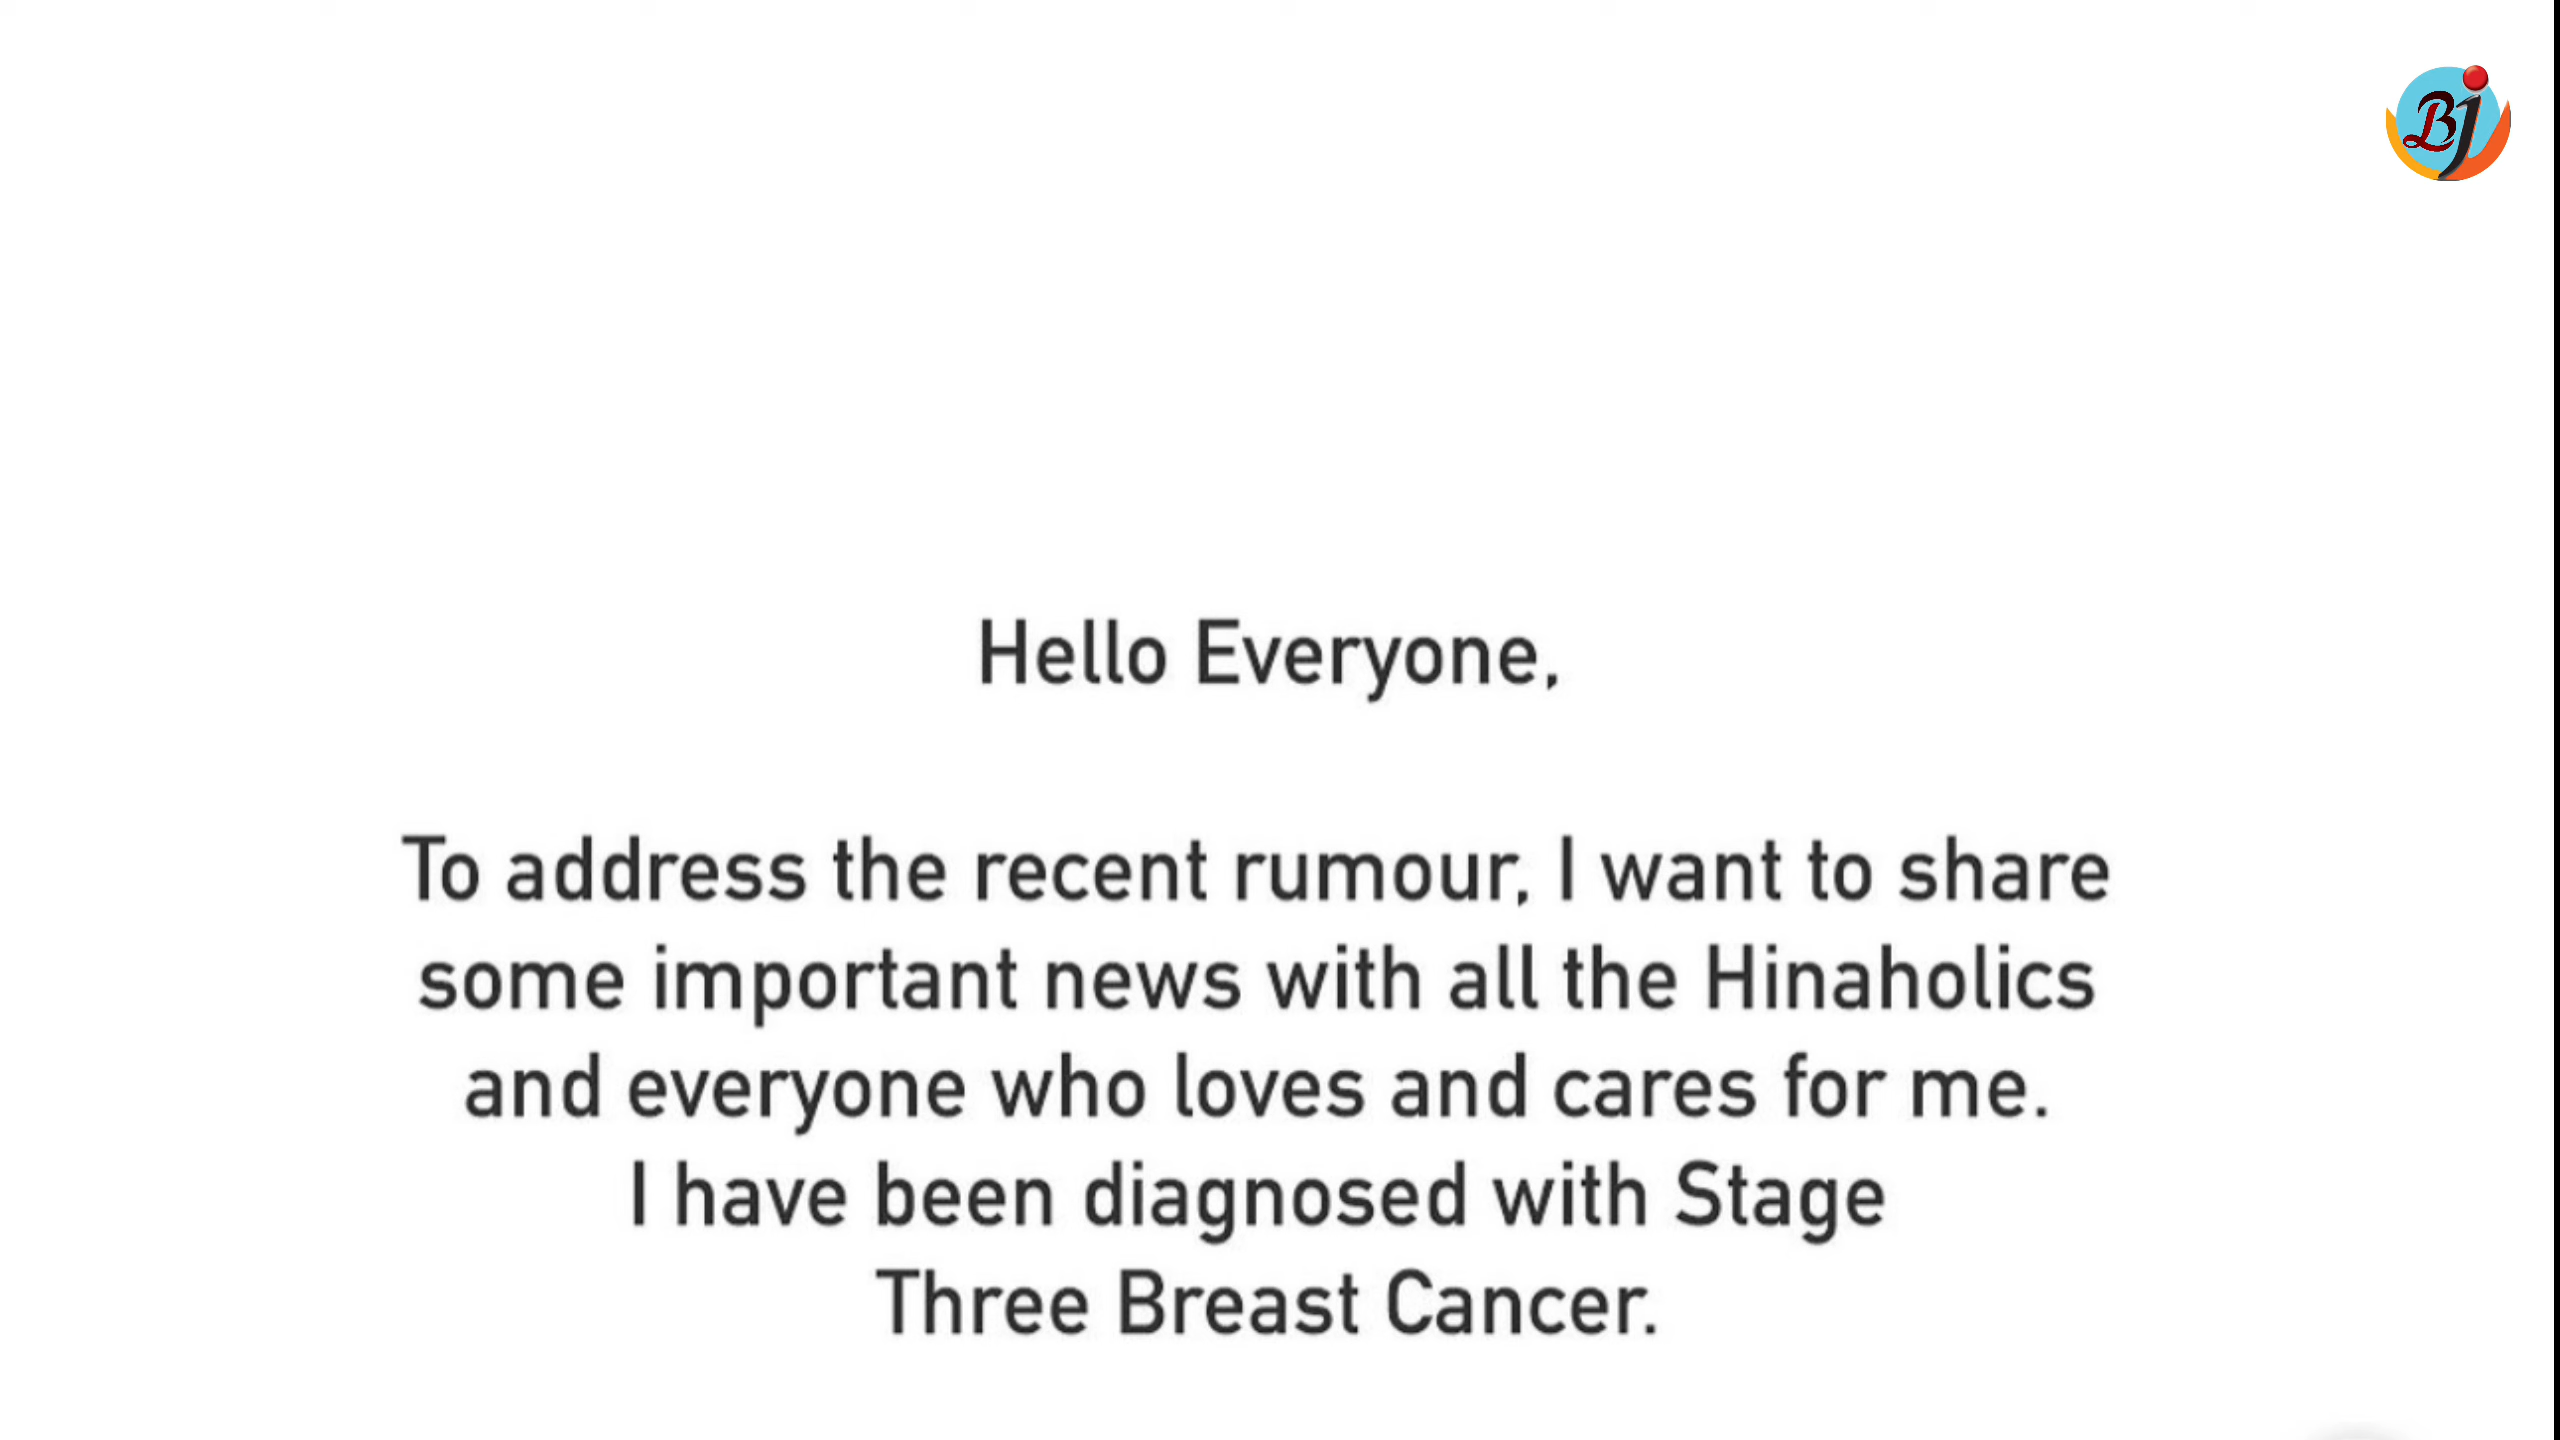 BJ
Hello Everyone,
To address the recent rumour, I want to share
some important news with all the Hinaholics
and everyone who loves and cares for me.
I have been diagnosed with Stage
Three Breast Cancer.